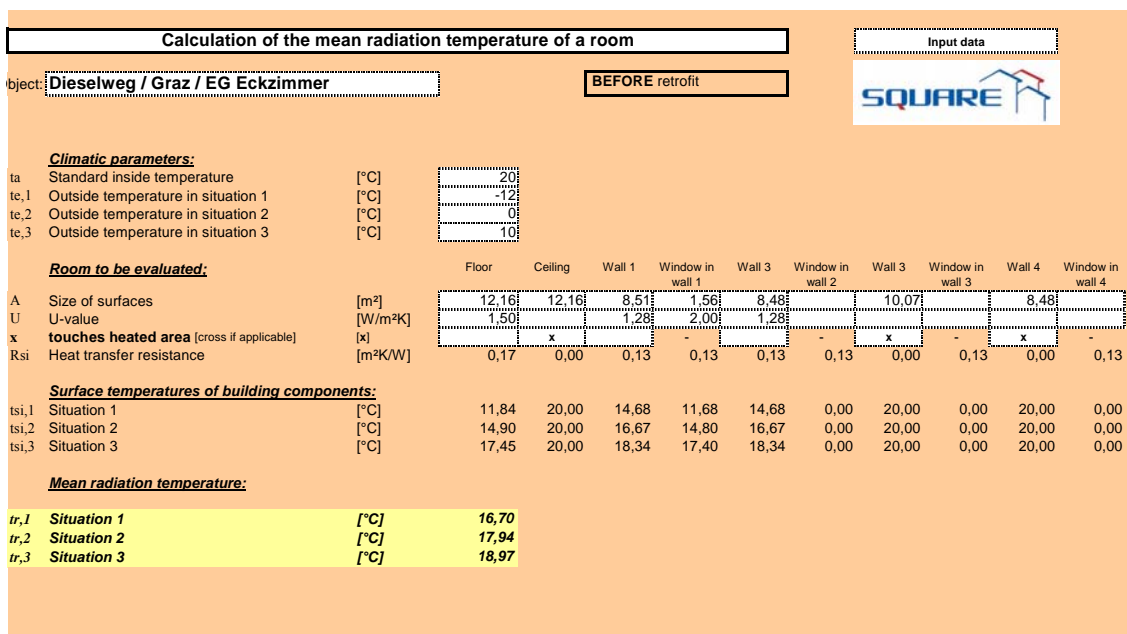 Calculation of the mean radiation temperature of a room
Input data
bject: Dieselweg / Graz / EG Eckzimmer
BEFORE retrofit
SQUARE
Climatic parameters:
ta Standard inside temperature [°C] 20
te,1 Outside temperature in situation 1 [°C] -12
te,2 Outside temperature in situation 2 [°C] 0
te,3 Outside temperature in situation 3 [°C] 10
Room to be evaluated: Floor Ceiling Wall 1 Window in wall 1 Wall 3 Window in wall 2 Wall 3 Window in wall 3 Wall 4 Window in wall 4
A Size of surfaces [m²] 12,16 12,16 8,51 1,56 8,48 10,07 8,48
U U-value [W/m²K] 1,50 1,28 2,00 1,28
x touches heated area [cross if applicable] [x] x - - x - x -
Rsi Heat transfer resistance [m²K/W] 0,17 0,00 0,13 0,13 0,13 0,13 0,00 0,13 0,00 0,13
Surface temperatures of building components:
tsi,1 Situation 1 [°C] 11,84 20,00 14,68 11,68 14,68 0,00 20,00 0,00 20,00 0,00
tsi,2 Situation 2 [°C] 14,90 20,00 16,67 14,80 16,67 0,00 20,00 0,00 20,00 0,00
tsi,3 Situation 3 [°C] 17,45 20,00 18,34 17,40 18,34 0,00 20,00 0,00 20,00 0,00
Mean radiation temperature:
tr,1 Situation 1 [°C] 16,70
tr,2 Situation 2 [°C] 17,94
tr,3 Situation 3 [°C] 18,97